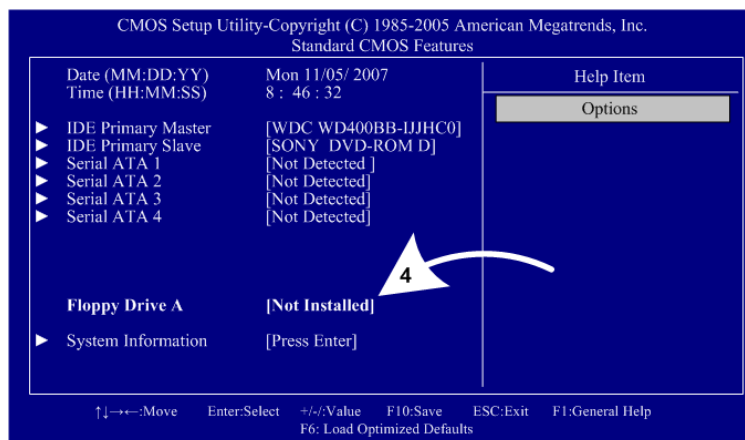 CMOS Setup Utility-Copyright (C) 1985-2005 American Megatrends, Inc.
Standard CMOS Features
Date (MM:DD:YY) Mon 11/05/ 2007
Time (HH:MM:SS) 8 : 46 : 32
► IDE Primary Master [WDC WD400BB-IJJHC0]
► IDE Primary Slave [SONY DVD-ROM D]
► Serial ATA 1 [Not Detected ]
► Serial ATA 2 [Not Detected]
► Serial ATA 3 [Not Detected]
► Serial ATA 4 [Not Detected]
Floppy Drive A [Not Installed]
► System Information [Press Enter]
Help Item
Options
4
↑↓→←:Move Enter:Select +/-/:Value F10:Save ESC:Exit F1:General Help
F6: Load Optimized Defaults